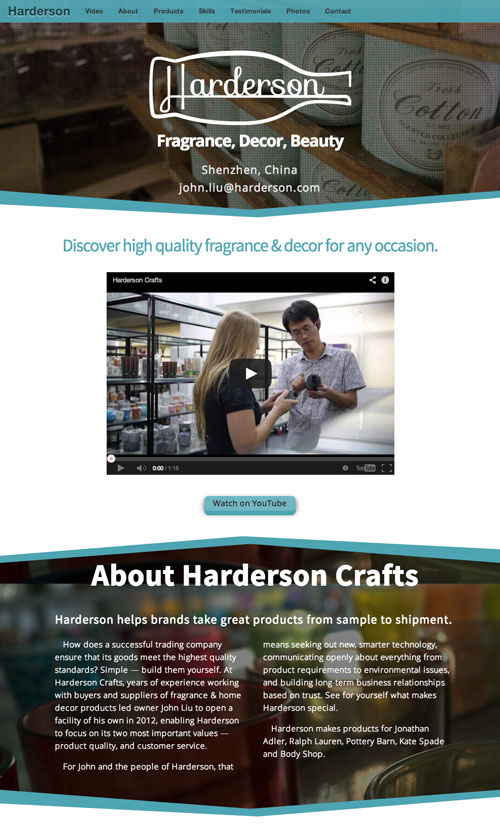 Harderson
Video About Products Skills Testimonials Photos Contact
Fresh
Cotton
Fresh
Cotton
Harderson
Fragrance, Decor, Beauty
Shenzhen, China
john.liu@harderson.com
Discover high quality fragrance & decor for any occasion.
Harderson Crafts
0:00 / 1:15
YouTube
Watch on YouTube
About Harderson Crafts
Harderson helps brands take great products from sample to shipment.
How does a successful trading company
ensure that its goods meet the highest quality
standards? Simple — build them yourself. At
Harderson Crafts, years of experience working
with buyers and suppliers of fragrance & home
decor products led owner John Liu to open a
facility of his own in 2012, enabling Harderson
to focus on its two most important values —
product quality, and customer service.
For John and the people of Harderson, that
means seeking out new, smarter technology,
communicating openly about everything from
product requirements to environmental issues,
and building long-term business relationships
based on trust. See for yourself what makes
Harderson special.
Harderson makes products for Jonathan
Adler, Ralph Lauren, Pottery Barn, Kate Spade
and Body Shop.